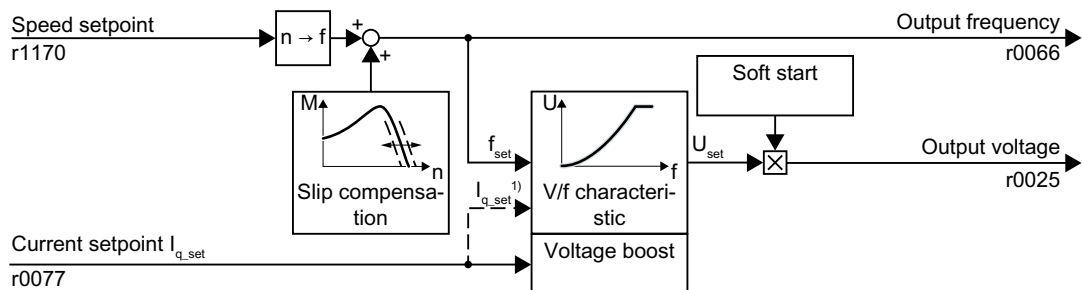 Speed setpoint
r1170
n → f
+
+
Output frequency
r0066
Soft start
M
n
Slip compensa-
tion
f_set
I_q_set 1)
U
f
V/f characteri-
stic
U_set
Output voltage
r0025
Current setpoint I_q_set
r0077
Voltage boost